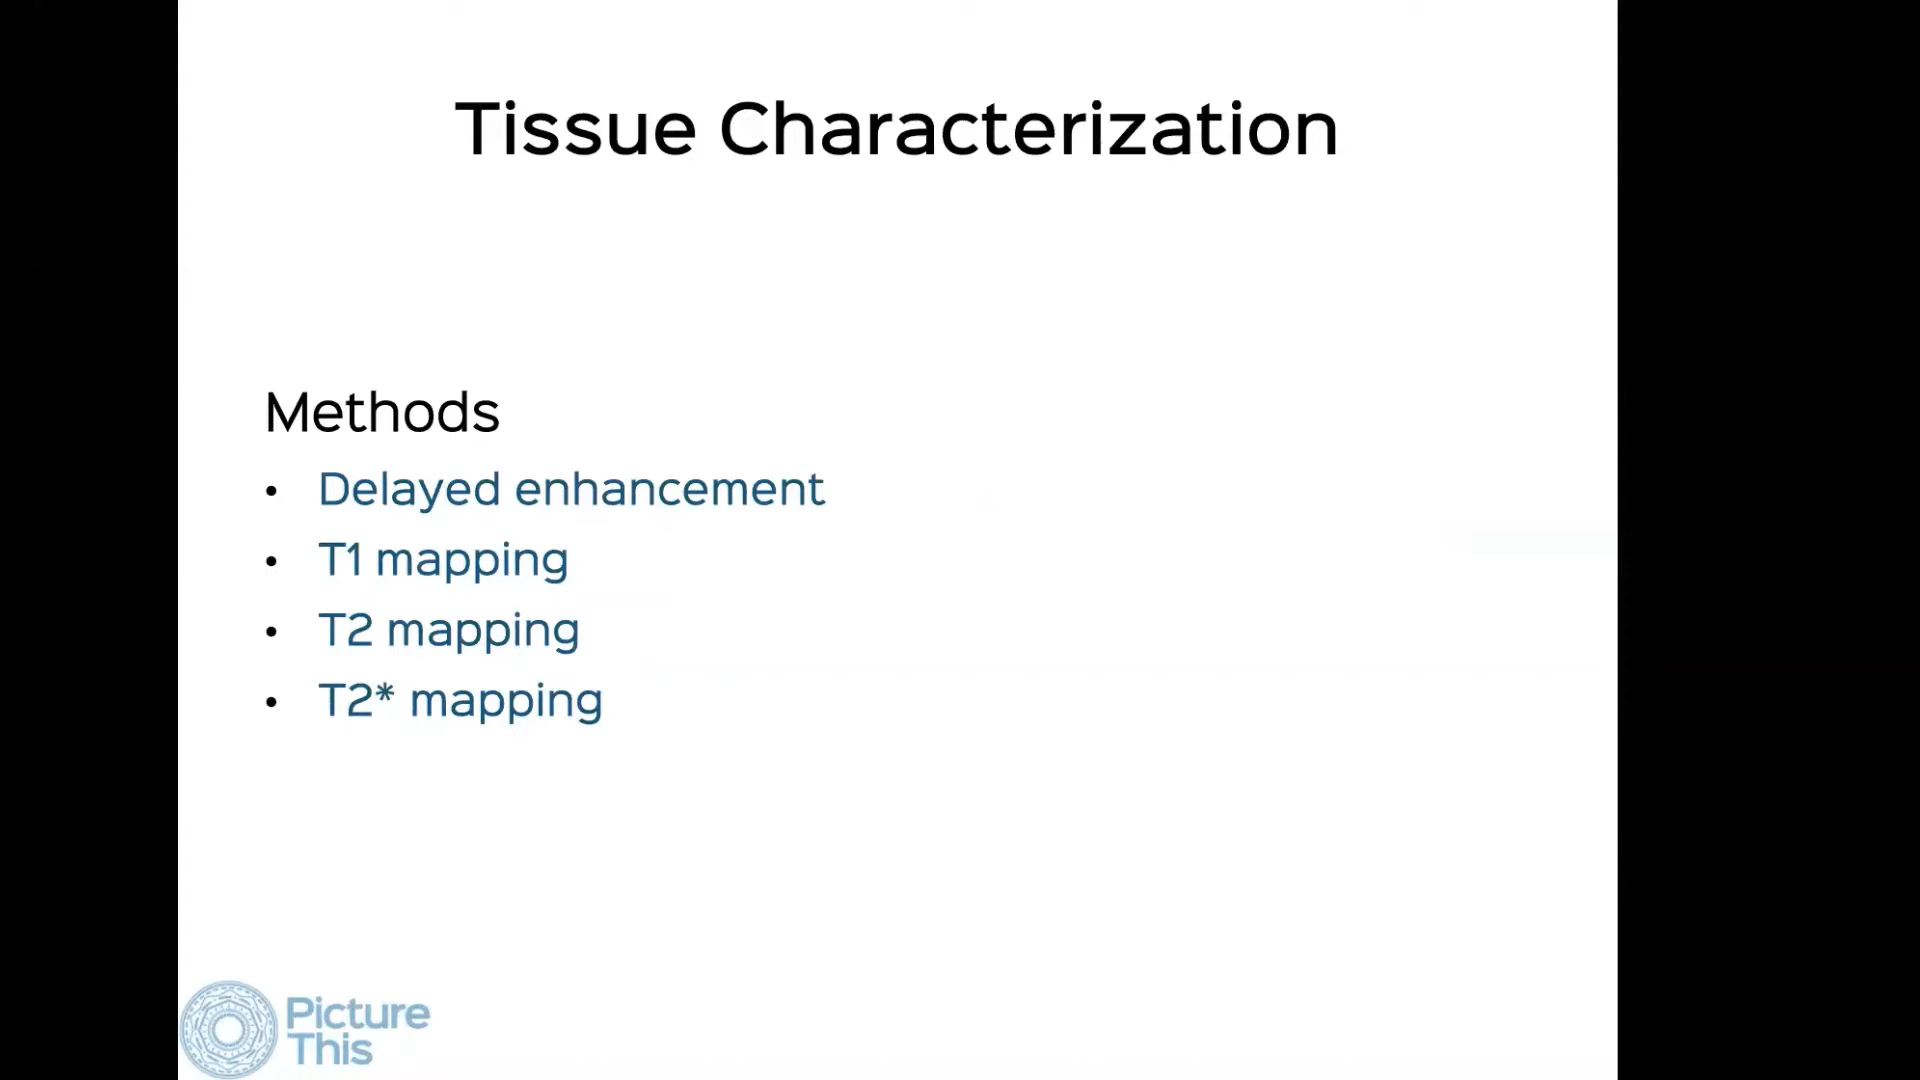 Tissue Characterization
Methods
• Delayed enhancement
• T1 mapping
• T2 mapping
• T2* mapping
Picture
This